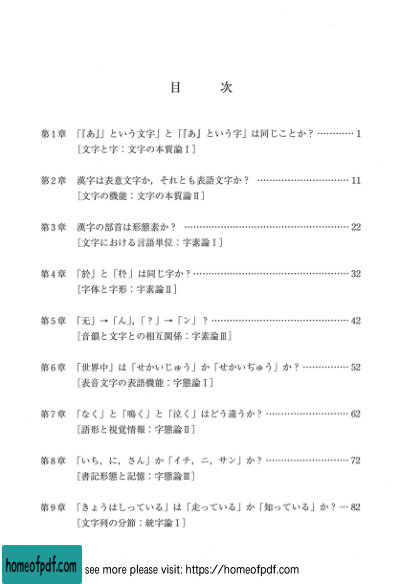 目　次
第1章　「『あ』」という文字」と「『あ』という字」は同じことか？…………1
［文字と字：文字の本質論Ⅰ］
第2章　漢字は表意文字か，それとも表語文字か？…………………………11
［文字の機能：文字の本質論Ⅱ］
第3章　漢字の部首は形態素か？……………………………………………22
［文字における言語単位：字素論Ⅰ］
第4章　「於」と「扵」は同じ字か？…………………………………………32
［字体と字形：字素論Ⅱ］
第5章　「无」→「ん」，「？」→「ン」？……………………………………42
［音韻と文字との相互関係：字素論Ⅲ］
第6章　「世界中」は「せかいじゅう」か「せかいぢゅう」か？……………52
［表音文字の表語機能：字態論Ⅰ］
第7章　「なく」と「鳴く」と「泣く」はどう違うか？………………………62
［語形と視覚情報：字態論Ⅱ］
第8章　「いち，に，さん」か「イチ，ニ，サン」か？………………………72
［書記形態と記憶：字態論Ⅲ］
第9章　「きょうはしっている」は「走っている」か「知っている」か？…82
［文字列の分節：統字論Ⅰ］
homeofpdf.com see more please visit: https://homeofpdf.com